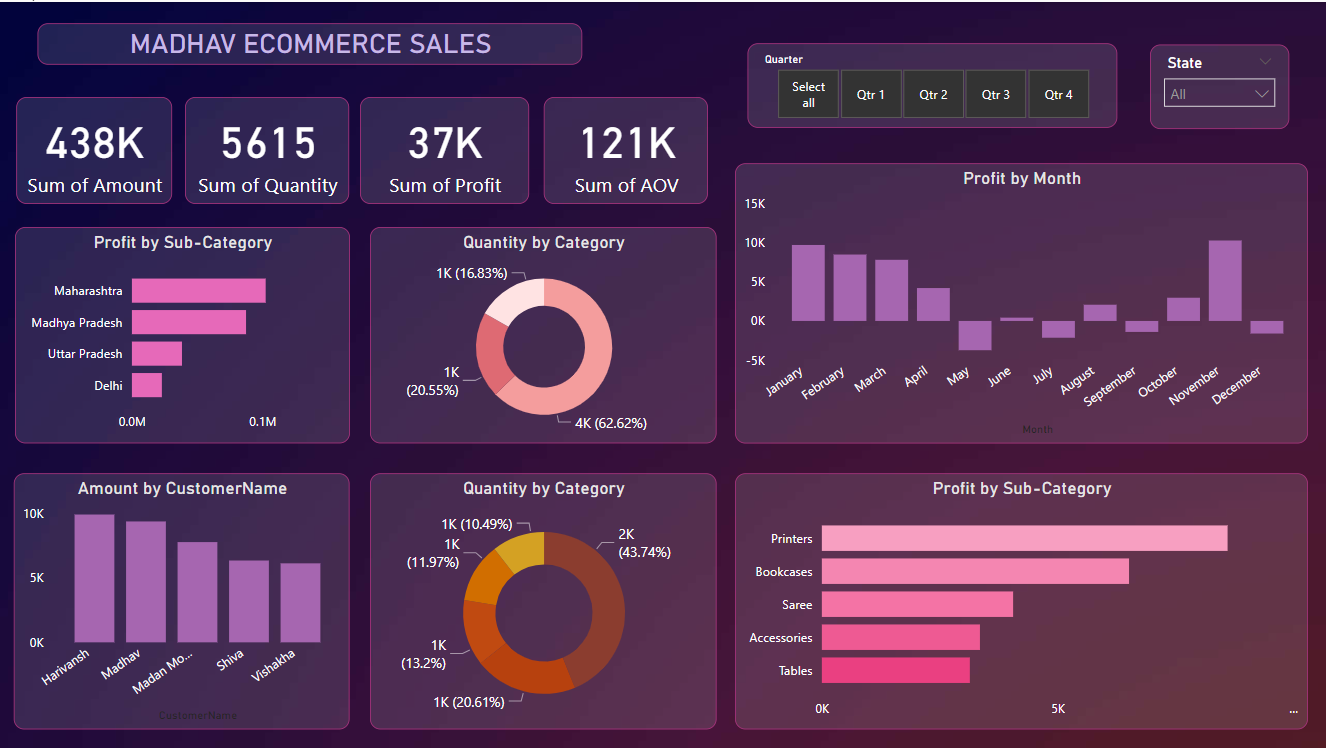 MADHAV ECOMMERCE SALES
Quarter
Select all
Qtr 1
Qtr 2
Qtr 3
Qtr 4
State
All
438K
Sum of Amount
5615
Sum of Quantity
37K
Sum of Profit
121K
Sum of AOV
Profit by Sub-Category
Maharashtra
Madhya Pradesh
Uttar Pradesh
Delhi
0.0M
0.1M
Quantity by Category
1K (16.83%)
1K
(20.55%)
4K (62.62%)
Profit by Month
15K
10K
5K
0K
-5K
January
February
March
April
May
June
July
August
September
October
November
December
Month
Amount by CustomerName
10K
5K
0K
Harivansh
Madhav
Madan Mo...
Shiva
Vishakha
CustomerName
Quantity by Category
1K (10.49%)
1K
(11.97%)
1K
(13.2%)
1K (20.61%)
2K
(43.74%)
Profit by Sub-Category
Printers
Bookcases
Saree
Accessories
Tables
0K
5K
...